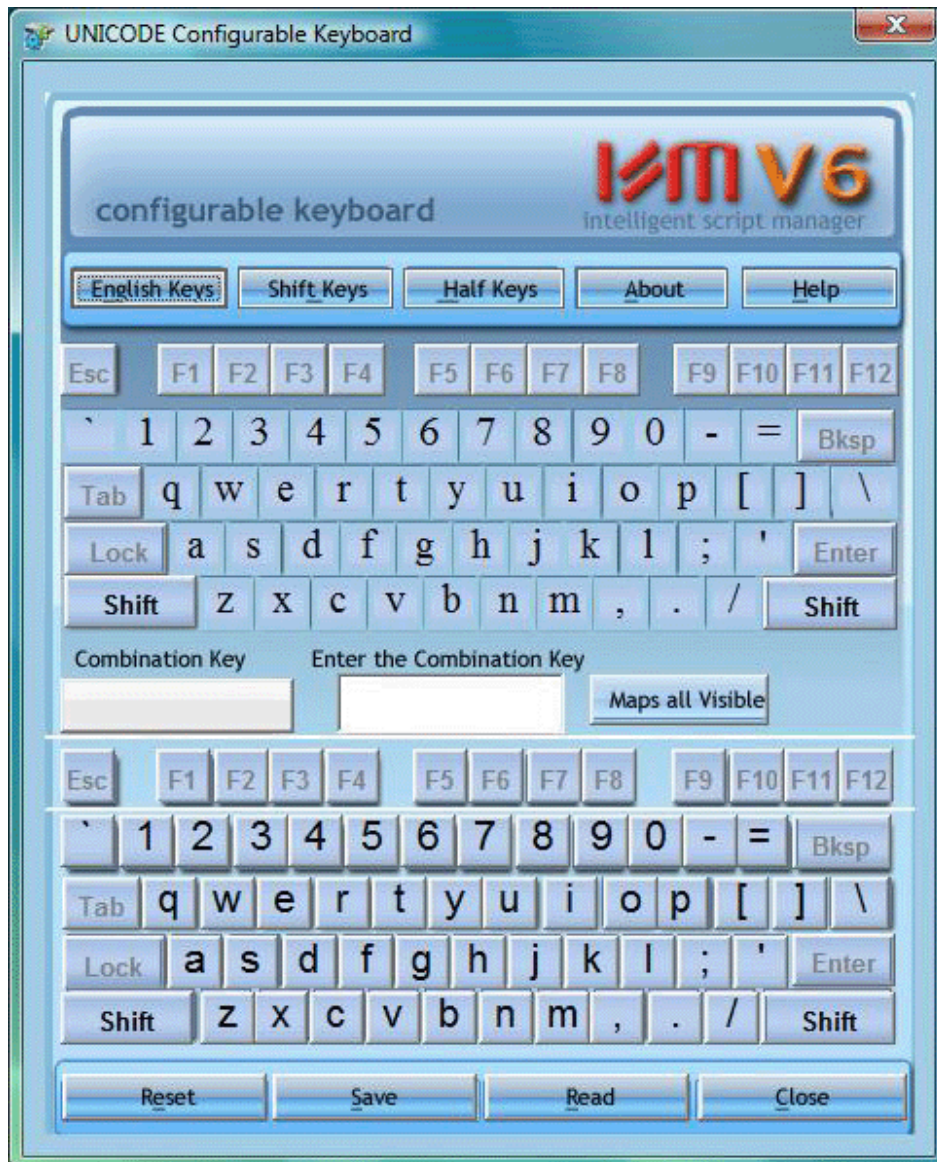 UNICODE Configurable Keyboard
ISM V6
configurable keyboard
intelligent script manager
English Keys Shift Keys Half Keys About Help
Esc F1 F2 F3 F4 F5 F6 F7 F8 F9 F10 F11 F12
` 1 2 3 4 5 6 7 8 9 0 - = Bksp
Tab q w e r t y u i o p [ ] \
Lock a s d f g h j k l ; ' Enter
Shift z x c v b n m , . / Shift
Combination Key Enter the Combination Key
Maps all Visible
Esc F1 F2 F3 F4 F5 F6 F7 F8 F9 F10 F11 F12
` 1 2 3 4 5 6 7 8 9 0 - = Bksp
Tab q w e r t y u i o p [ ] \
Lock a s d f g h j k l ; ' Enter
Shift z x c v b n m , . / Shift
Reset Save Read Close